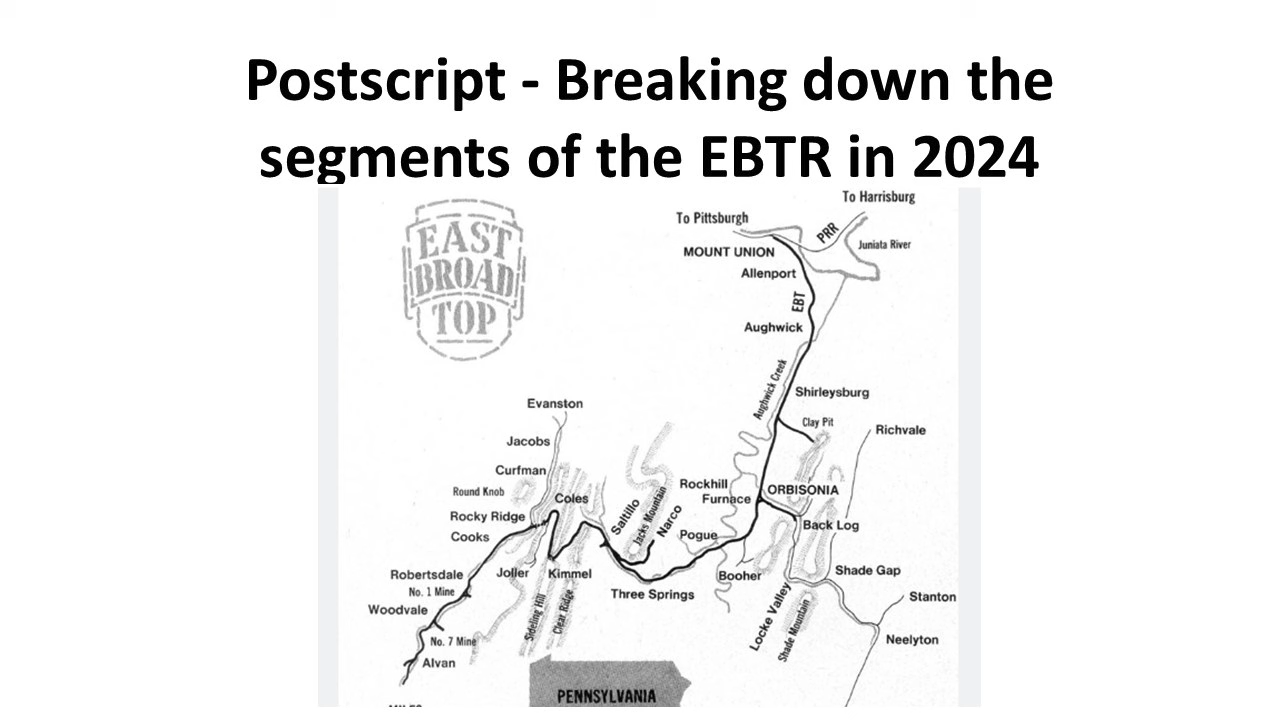 Postscript - Breaking down the
segments of the EBTR in 2024
To Harrisburg
To Pittsburgh
PRR
Juniata River
EAST
BROAD
TOP
MOUNT UNION
Allenport
EBT
Aughwick
Aughwick Creek
Shirleysburg
Evanston
Clay Pit
Richvale
Jacobs
Curfman
Round Knob
Coles
Rockhill
Furnace
ORBISONIA
Saltillo
Jacks Mountain
Narco
Rocky Ridge
Cooks
Pogue
Back Log
Robertsdale
Joller
Kimmel
Booher
Shade Gap
No. 1 Mine
Three Springs
Stanton
Woodvale
Sideling Hill
Clear Ridge
Locke Valley
Shade Mountain
No. 7 Mine
Neelyton
Alvan
PENNSYLVANIA